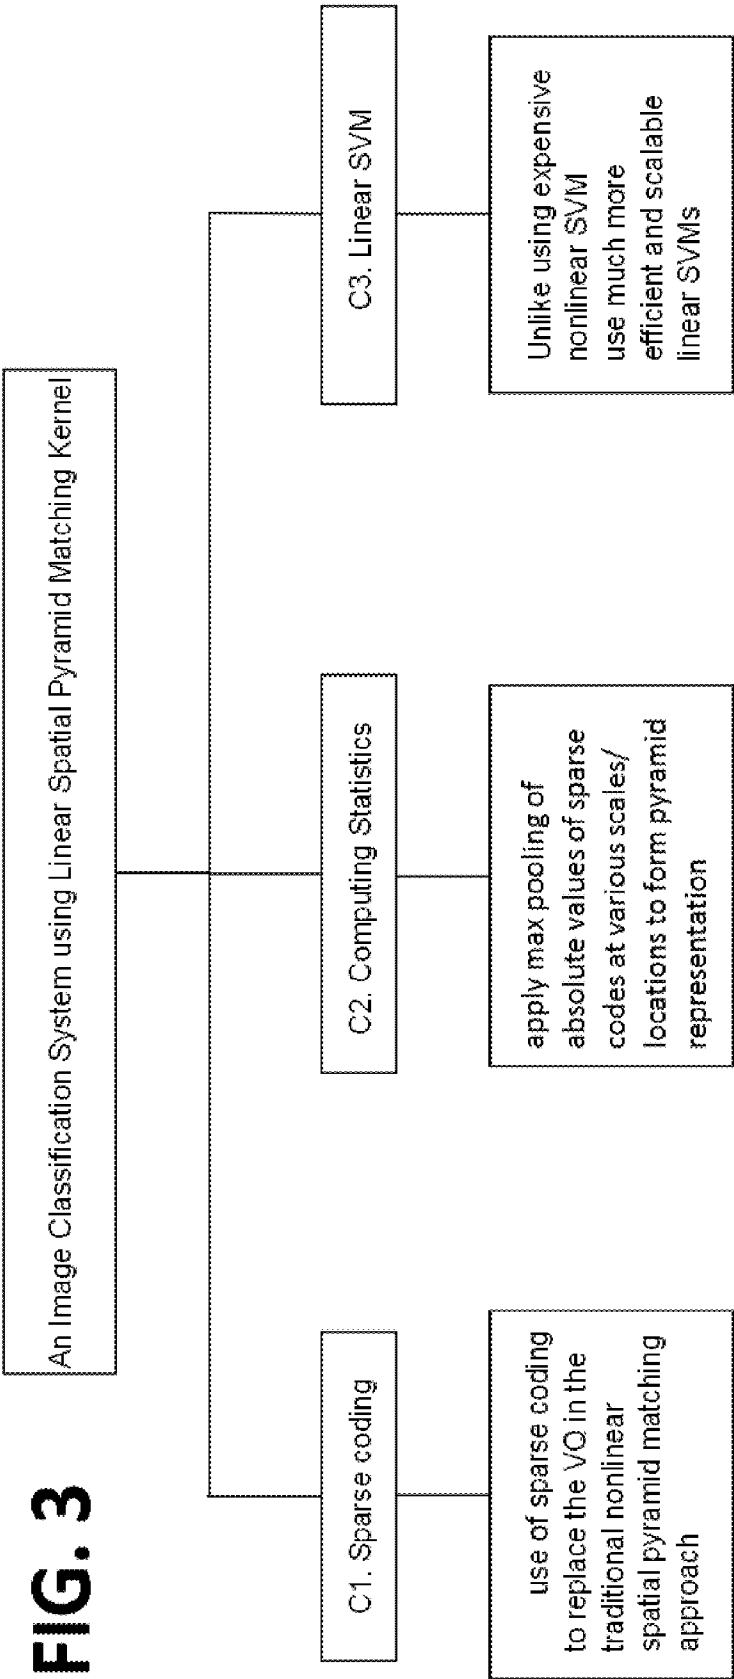 FIG. 3
An Image Classification System using Linear Spatial Pyramid Matching Kernel
C1. Sparse coding
use of sparse coding
to replace the VQ in the
traditional nonlinear
spatial pyramid matching
approach
C2. Computing Statistics
apply max pooling of
absolute values of sparse
codes at various scales/
locations to form pyramid
representation
C3. Linear SVM
Unlike using expensive
nonlinear SVM
use much more
efficient and scalable
linear SVMs